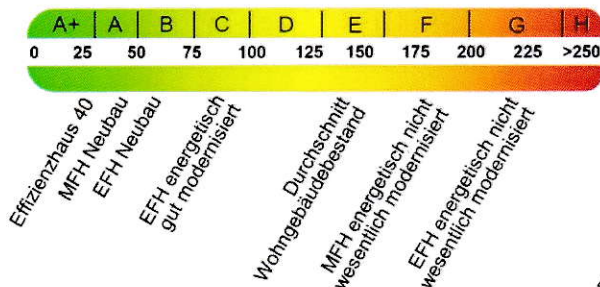 A+ A B C D E F G H
0 25 50 75 100 125 150 175 200 225 >250
Effizienzhaus 40
MFH Neubau
EFH Neubau
EFH energetisch
gut modernisiert
Durchschnitt
Wohngebäudebestand
MFH energetisch nicht
wesentlich modernisiert
EFH energetisch nicht
wesentlich modernisiert